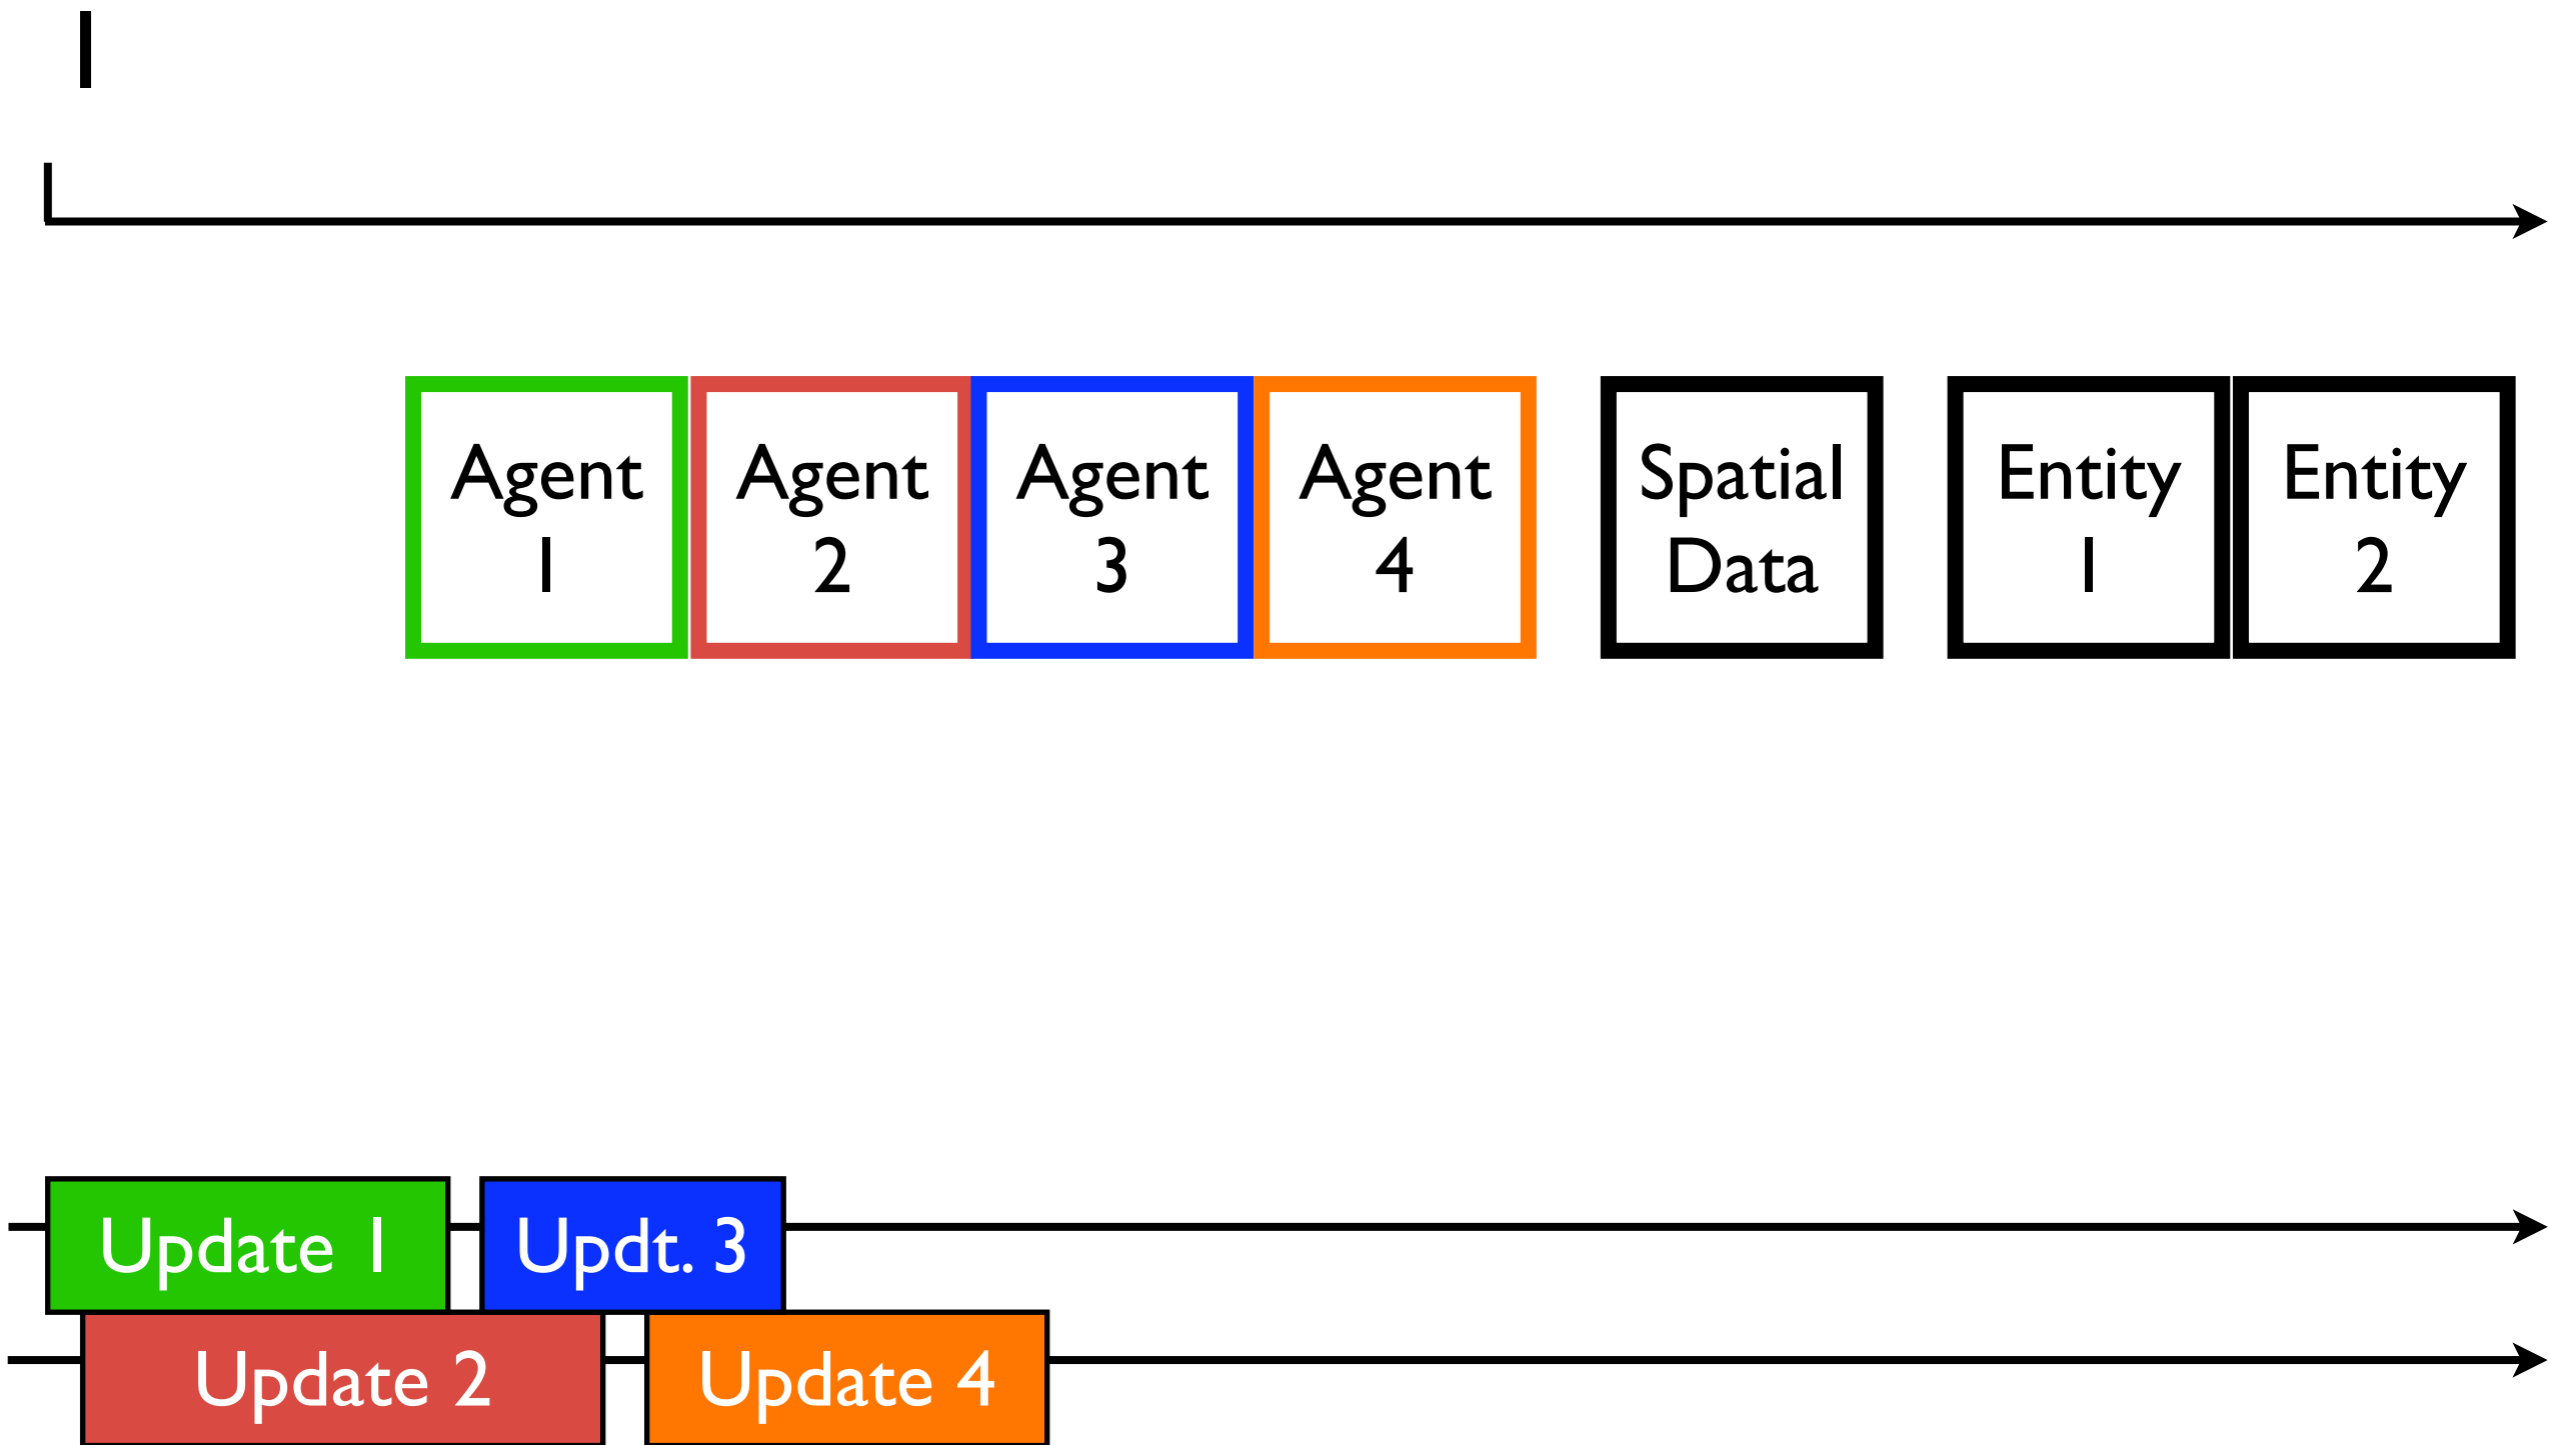 1
Agent
1
Agent
2
Agent
3
Agent
4
Spatial
Data
Entity
1
Entity
2
Update 1
Updt. 3
Update 2
Update 4